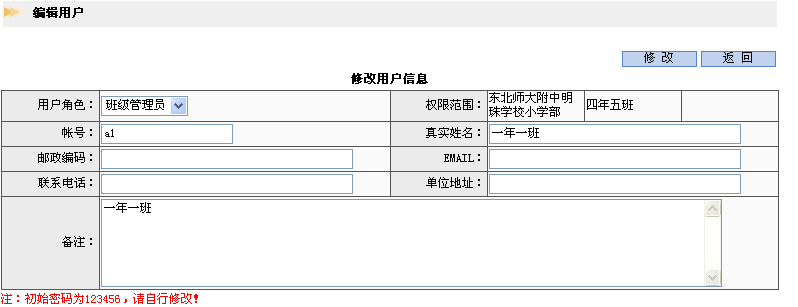 编辑用户
修 改 返 回
修改用户信息
用户角色： 班级管理员 权限范围： 东北师大附中明珠学校小学部 四年五班
帐号： a1 真实姓名： 一年一班
邮政编码： EMAIL：
联系电话： 单位地址：
一年一班
备注：
注：初始密码为123456，请自行修改！